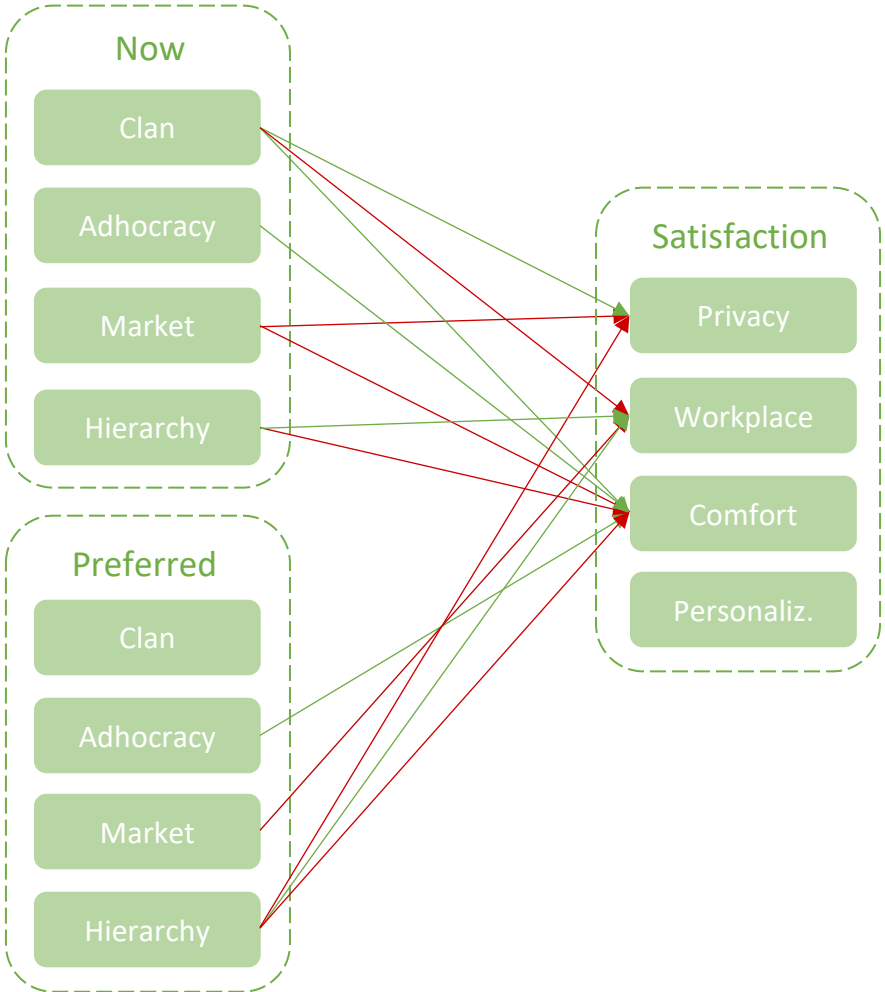 Now
Clan
Adhocracy
Market
Hierarchy
Preferred
Clan
Adhocracy
Market
Hierarchy
Satisfaction
Privacy
Workplace
Comfort
Personaliz.